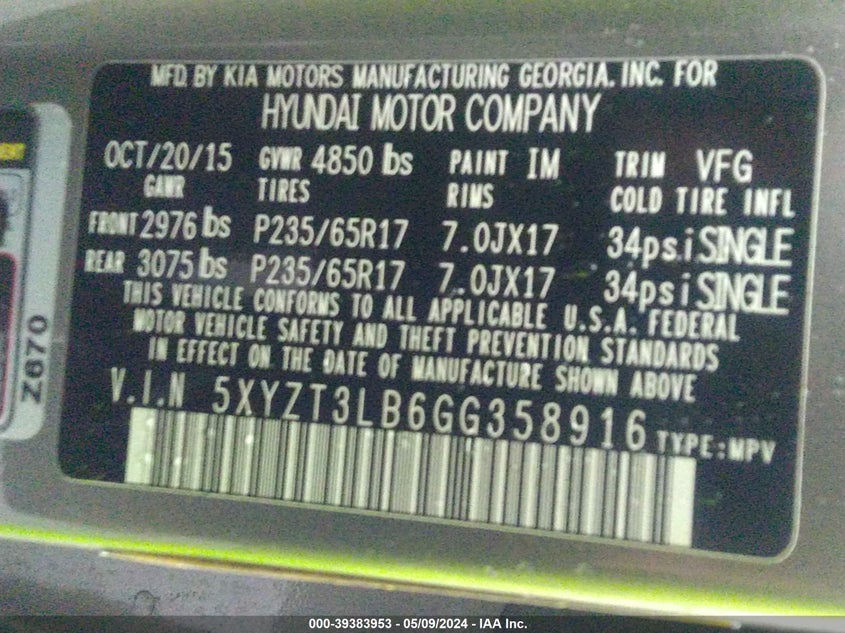 MFD. BY KIA MOTORS MANUFACTURING GEORGIA. INC. FOR
HYUNDAI MOTOR COMPANY
OCT/20/15 GVWR 4850 lbs PAINT IM TRIM VFG
GAWR TIRES RIMS COLD TIRE INFL
FRONT 2976 lbs P235/65R17 7.0JX17 34psi SINGLE
REAR 3075 lbs P235/65R17 7.0JX17 34psi SINGLE
THIS VEHICLE CONFORMS TO ALL APPLICABLE U.S.A. FEDERAL
MOTOR VEHICLE SAFETY AND THEFT PREVENTION STANDARDS
IN EFFECT ON THE DATE OF MANUFACTURE SHOWN ABOVE
V.I.N 5XYZT3LB6GG358916 TYPE:MPV
Z670
000-39383953 - 05/09/2024 - IAA Inc.